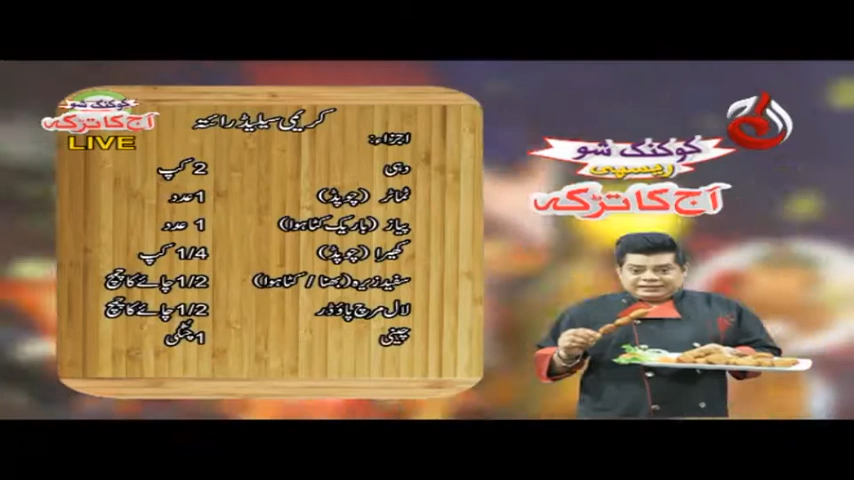 کوکنگ شو
آج کا تڑکہ
LIVE
کریمی سیلیڈ رائتہ
اجزاء:
دہی 2 کپ
ٹماٹر (چوپڈ) 1 عدد
پیاز (باریک کٹا ہوا) 1 عدد
کھیرا (چوپڈ) 1/4 کپ
سفید زیرہ (بھنا / کٹا ہوا) 1/2 چائے کا چمچ
لال مرچ پاؤڈر 1/2 چائے کا چمچ
چینی 1 چٹکی
کوکنگ شو
ریسیپی
آج کا تڑکہ